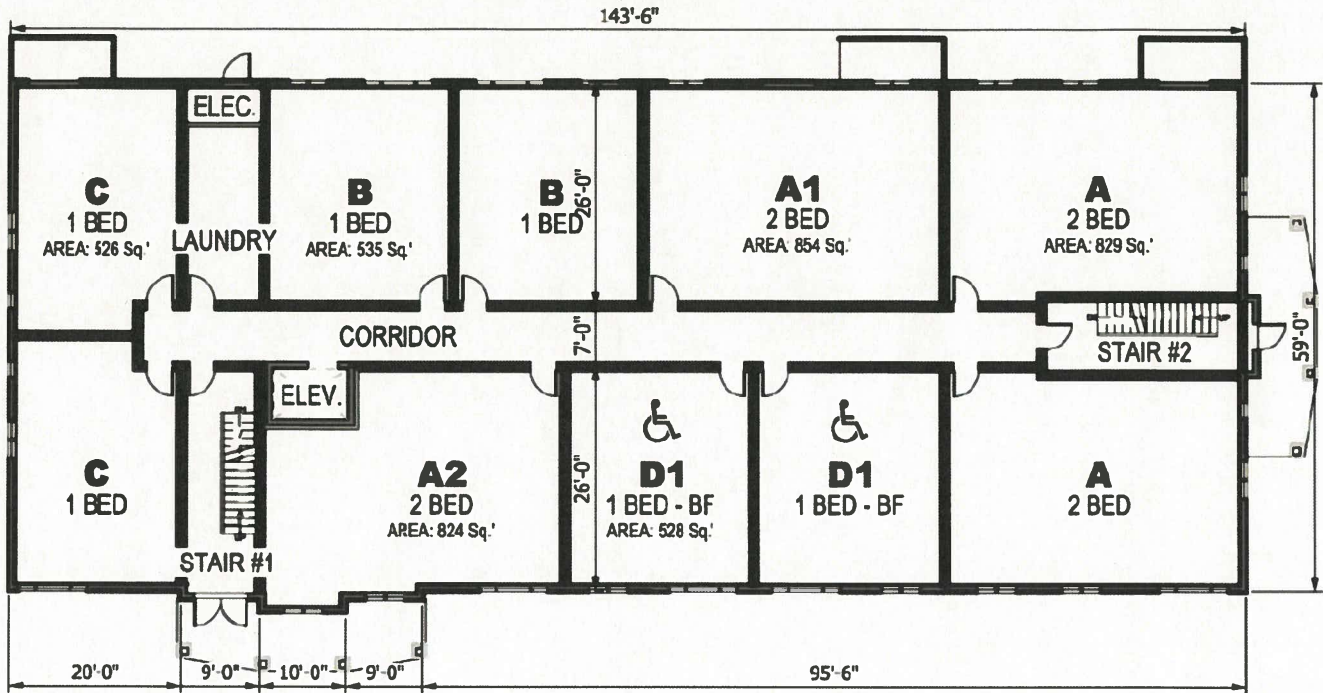 143'-6"
ELEC.
C
1 BED
AREA: 526 Sq.'
LAUNDRY
B
1 BED
AREA: 535 Sq.'
B
1 BED
26'-0"
A1
2 BED
AREA: 854 Sq.'
A
2 BED
AREA: 829 Sq.'
CORRIDOR
7'-0"
STAIR #2
59'-0"
ELEV.
C
1 BED
STAIR #1
A2
2 BED
AREA: 824 Sq.'
26'-0"
D1
1 BED - BF
AREA: 528 Sq.'
D1
1 BED - BF
A
2 BED
20'-0"
9'-0"
10'-0"
9'-0"
95'-6"